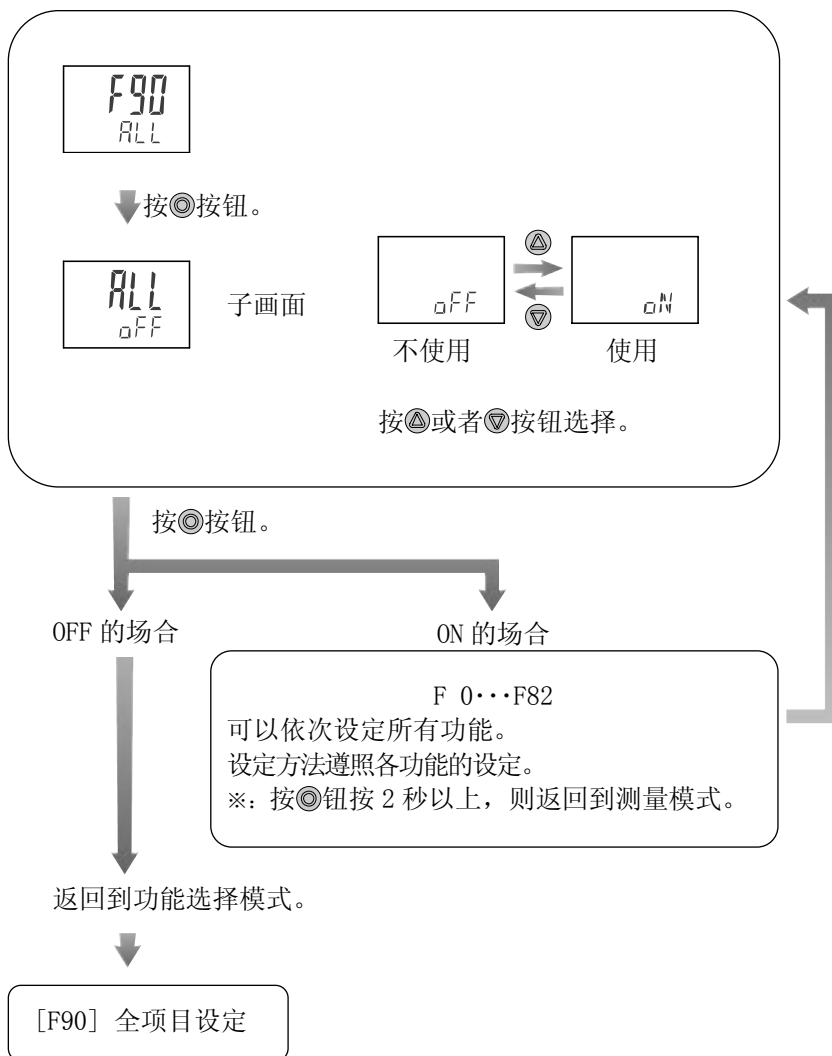 F90
ALL
按◎按钮。
ALL
oFF
子画面
oFF
oN
不使用
使用
按△或者▽按钮选择。
按◎按钮。
OFF 的场合
ON 的场合
F 0···F82
可以依次设定所有功能。
设定方法遵照各功能的设定。
※：按◎钮按 2 秒以上，则返回到测量模式。
返回到功能选择模式。
[F90] 全项目设定